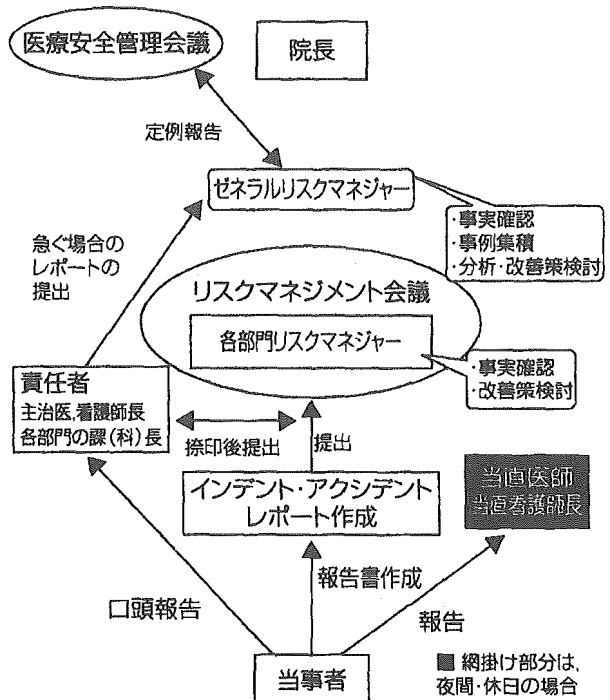 医療安全管理会議
院長
定例報告
ゼネラルリスクマネジャー
・事実確認
・事例集積
・分析・改善策検討
急ぐ場合の
レポートの
提出
リスクマネジメント会議
各部門リスクマネジャー
・事実確認
・改善策検討
責任者
主治医,看護師長
各部門の課(科)長
捺印後提出
提出
インデント・アクシデント
レポート作成
当直医師
当直看護師長
口頭報告
報告書作成
報告
当事者
■ 網掛け部分は,
夜間・休日の場合